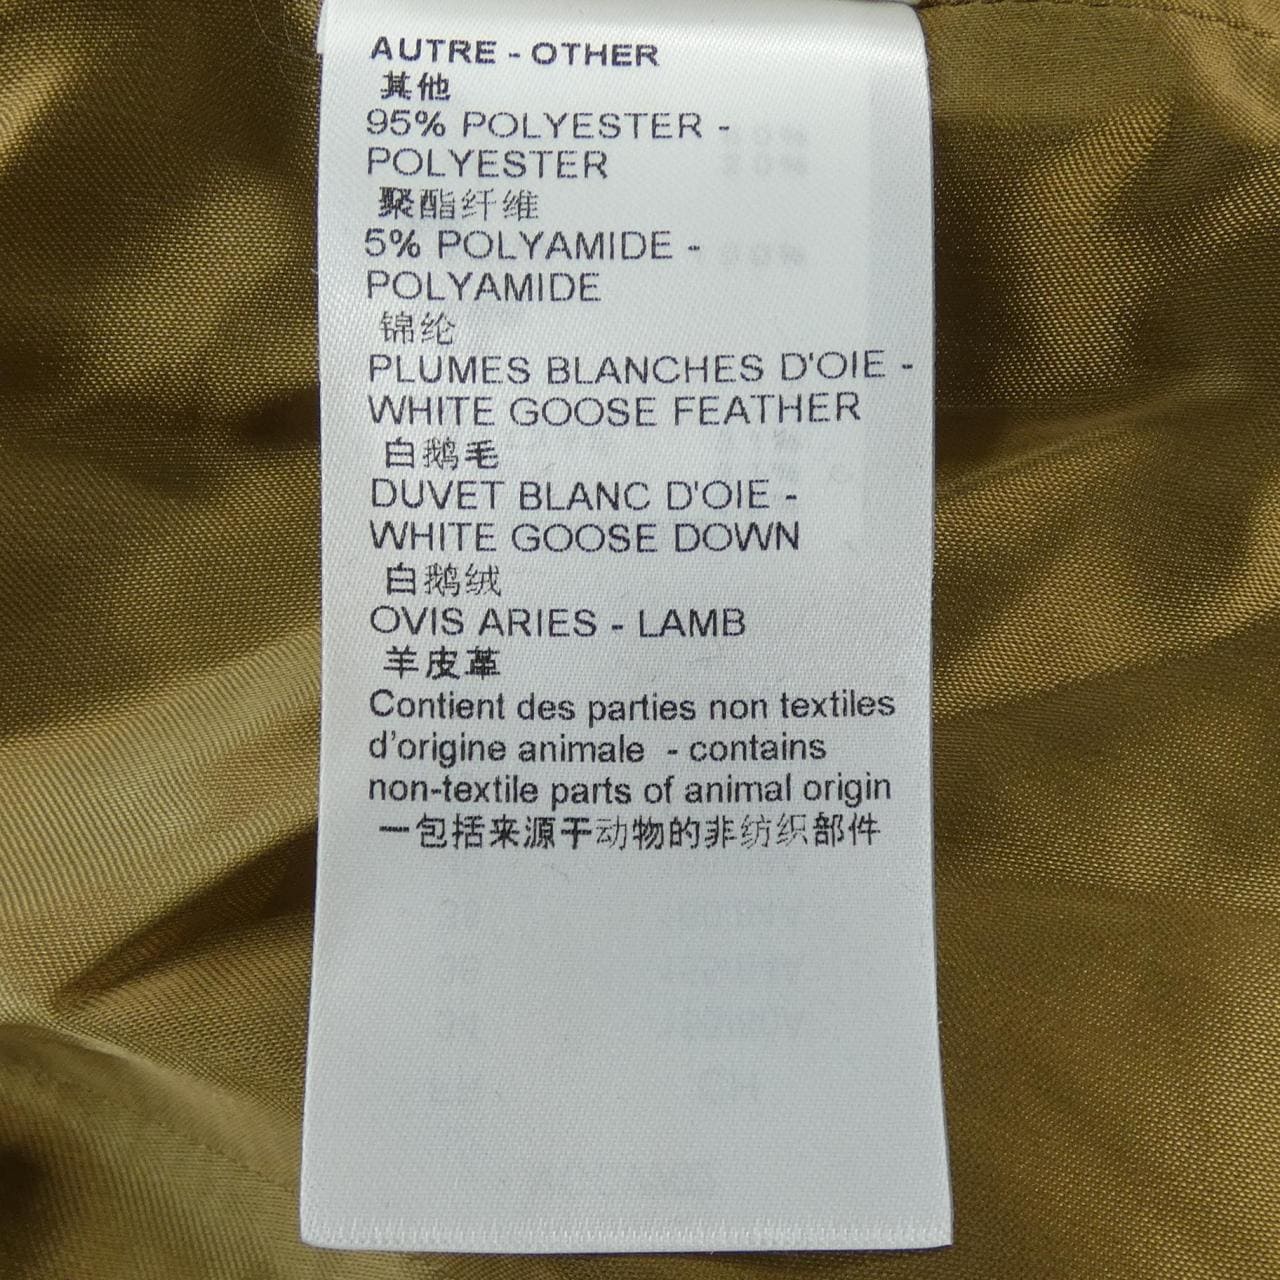 AUTRE - OTHER
其他
95% POLYESTER -
POLYESTER
聚酯纤维
5% POLYAMIDE -
POLYAMIDE
锦纶
PLUMES BLANCHES D'OIE -
WHITE GOOSE FEATHER
白鹅毛
DUVET BLANC D'OIE -
WHITE GOOSE DOWN
白鹅绒
OVIS ARIES - LAMB
羊皮革
Contient des parties non textiles
d'origine animale - contains
non-textile parts of animal origin
一包括来源于动物的非纺织部件